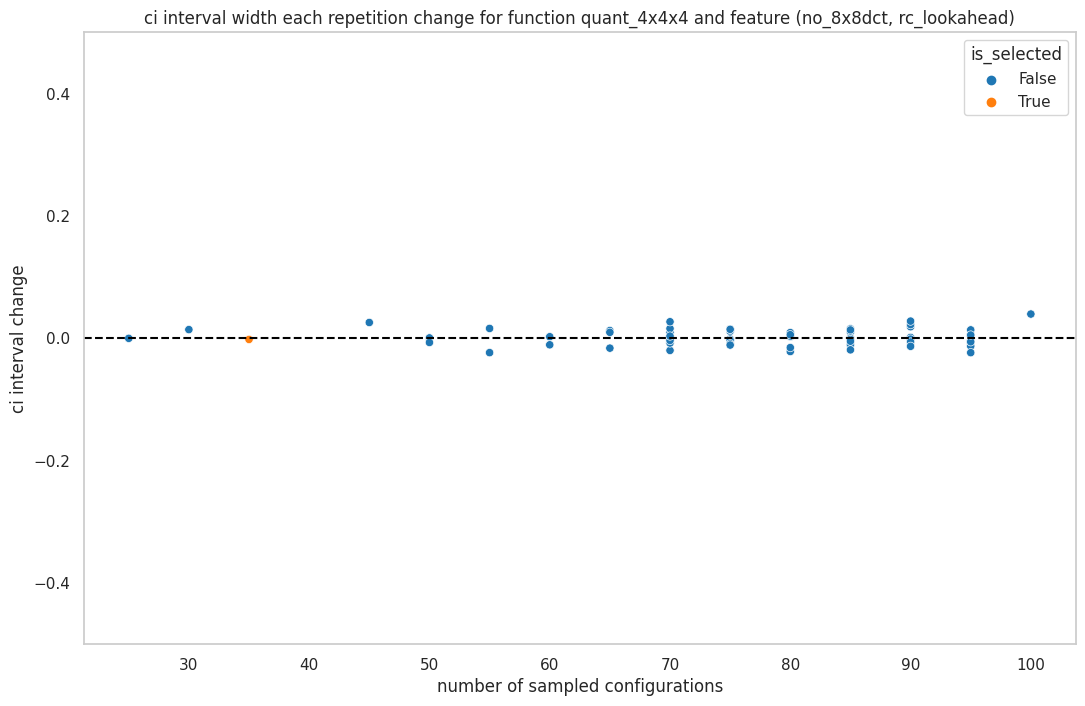 ci interval width each repetition change for function quant_4x4x4 and feature (no_8x8dct, rc_lookahead)
is_selected
False
True
ci interval change
0.4
0.2
0.0
−0.2
−0.4
30 40 50 60 70 80 90 100
number of sampled configurations